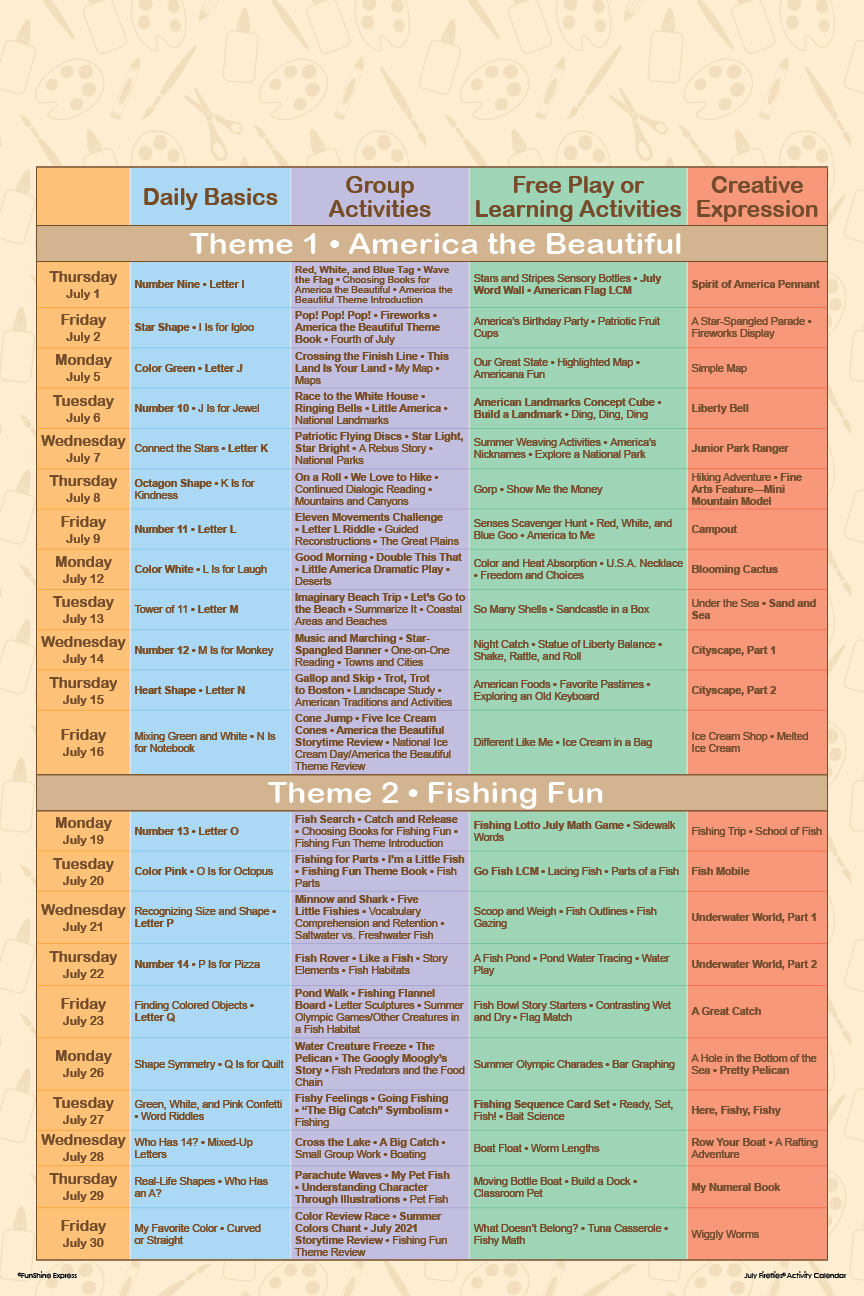 Daily Basics
Group
Activities
Free Play or
Learning Activities
Creative
Expression
Theme 1 • America the Beautiful
Thursday
July 1
Number Nine • Letter I
Red, White, and Blue Tag • Wave
the Flag • Choosing Books for
America the Beautiful • America the
Beautiful Theme Introduction
Stars and Stripes Sensory Bottles • July
Word Wall • American Flag LCM
Spirit of America Pennant
Friday
July 2
Star Shape • I Is for Igloo
Pop! Pop! Pop! • Fireworks •
America the Beautiful Theme
Book • Fourth of July
America's Birthday Party • Patriotic Fruit
Cups
A Star-Spangled Parade •
Fireworks Display
Monday
July 5
Color Green • Letter J
Crossing the Finish Line • This
Land Is Your Land • My Map •
Maps
Our Great State • Highlighted Map •
Americana Fun
Simple Map
Tuesday
July 6
Number 10 • J Is for Jewel
Race to the White House •
Ringing Bells • Little America •
National Landmarks
American Landmarks Concept Cube •
Build a Landmark • Ding, Ding, Ding
Liberty Bell
Wednesday
July 7
Connect the Stars • Letter K
Patriotic Flying Discs • Star Light,
Star Bright • A Rebus Story •
National Parks
Summer Weaving Activities • America's
Nicknames • Explore a National Park
Junior Park Ranger
Thursday
July 8
Octagon Shape • K Is for
Kindness
On a Roll • We Love to Hike •
Continued Dialogic Reading •
Mountains and Canyons
Gorp • Show Me the Money
Hiking Adventure • Fine
Arts Feature—Mini
Mountain Model
Friday
July 9
Number 11 • Letter L
Eleven Movements Challenge
• Letter L Riddle • Guided
Reconstructions • The Great Plains
Senses Scavenger Hunt • Red, White, and
Blue Goo • America to Me
Campout
Monday
July 12
Color White • L Is for Laugh
Good Morning • Double This That
• Little America Dramatic Play •
Deserts
Color and Heat Absorption • U.S.A. Necklace
• Freedom and Choices
Blooming Cactus
Tuesday
July 13
Tower of 11 • Letter M
Imaginary Beach Trip • Let's Go to
the Beach • Summarize It • Coastal
Areas and Beaches
So Many Shells • Sandcastle in a Box
Under the Sea • Sand and
Sea
Wednesday
July 14
Number 12 • M Is for Monkey
Music and Marching • Star-
Spangled Banner • One-on-One
Reading • Towns and Cities
Night Catch • Statue of Liberty Balance •
Shake, Rattle, and Roll
Cityscape, Part 1
Thursday
July 15
Heart Shape • Letter N
Gallop and Skip • Trot, Trot
to Boston • Landscape Study •
American Traditions and Activities
American Foods • Favorite Pastimes •
Exploring an Old Keyboard
Cityscape, Part 2
Friday
July 16
Mixing Green and White • N Is
for Notebook
Cone Jump • Five Ice Cream
Cones • America the Beautiful
Storytime Review • National Ice
Cream Day/America the Beautiful
Theme Review
Different Like Me • Ice Cream in a Bag
Ice Cream Shop • Melted
Ice Cream
Theme 2 • Fishing Fun
Monday
July 19
Number 13 • Letter O
Fish Search • Catch and Release
• Choosing Books for Fishing Fun •
Fishing Fun Theme Introduction
Fishing Lotto July Math Game • Sidewalk
Words
Fishing Trip • School of Fish
Tuesday
July 20
Color Pink • O Is for Octopus
Fishing for Parts • I'm a Little Fish
• Fishing Fun Theme Book • Fish
Parts
Go Fish LCM • Lacing Fish • Parts of a Fish
Fish Mobile
Wednesday
July 21
Recognizing Size and Shape •
Letter P
Minnow and Shark • Five
Little Fishies • Vocabulary
Comprehension and Retention •
Saltwater vs. Freshwater Fish
Scoop and Weigh • Fish Outlines • Fish
Gazing
Underwater World, Part 1
Thursday
July 22
Number 14 • P Is for Pizza
Fish Rover • Like a Fish • Story
Elements • Fish Habitats
A Fish Pond • Pond Water Tracing • Water
Play
Underwater World, Part 2
Friday
July 23
Finding Colored Objects •
Letter Q
Pond Walk • Fishing Flannel
Board • Letter Sculptures • Summer
Olympic Games/Other Creatures in
a Fish Habitat
Fish Bowl Story Starters • Contrasting Wet
and Dry • Flag Match
A Great Catch
Monday
July 26
Shape Symmetry • Q Is for Quilt
Water Creature Freeze • The
Pelican • The Googly Moogly's
Story • Fish Predators and the Food
Chain
Summer Olympic Charades • Bar Graphing
A Hole in the Bottom of the
Sea • Pretty Pelican
Tuesday
July 27
Green, White, and Pink Confetti
• Word Riddles
Fishy Feelings • Going Fishing
• “The Big Catch” Symbolism •
Fishing
Fishing Sequence Card Set • Ready, Set,
Fish! • Bait Science
Here, Fishy, Fishy
Wednesday
July 28
Who Has 14? • Mixed-Up
Letters
Cross the Lake • A Big Catch •
Small Group Work • Boating
Boat Float • Worm Lengths
Row Your Boat • A Rafting
Adventure
Thursday
July 29
Real-Life Shapes • Who Has
an A?
Parachute Waves • My Pet Fish
• Understanding Character
Through Illustrations • Pet Fish
Moving Bottle Boat • Build a Dock •
Classroom Pet
My Numeral Book
Friday
July 30
My Favorite Color • Curved
or Straight
Color Review Race • Summer
Colors Chant • July 2021
Storytime Review • Fishing Fun
Theme Review
What Doesn't Belong? • Tuna Casserole •
Fishy Math
Wiggly Worms
©FunShine Express
July Fireflies® Activity Calendar